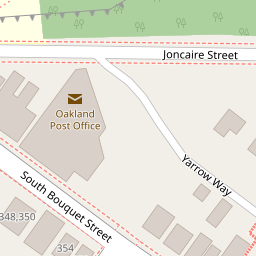 Joncaire Street
Oakland
Post Office
Yarrow Way
South Bouquet Street
348,350
354